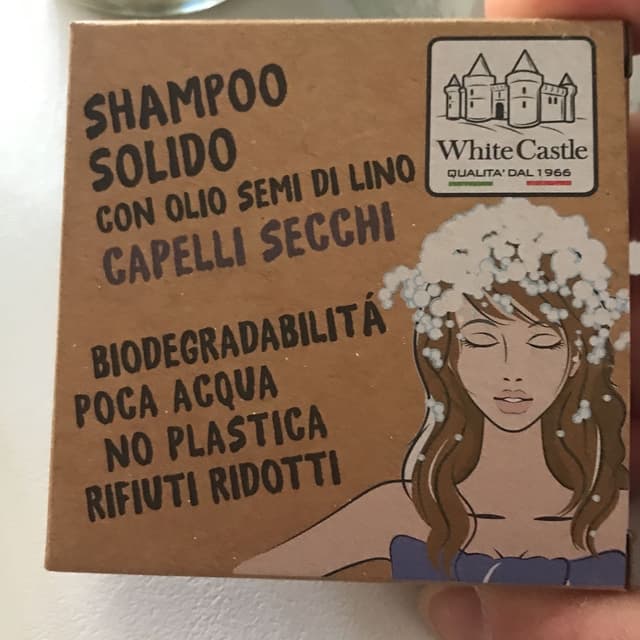 SHAMPOO
SOLIDO
CON OLIO SEMI DI LINO
CAPELLI SECCHI
BIODEGRADABILITÁ
POCA ACQUA
NO PLASTICA
RIFIUTI RIDOTTI
White Castle
QUALITA' DAL 1966